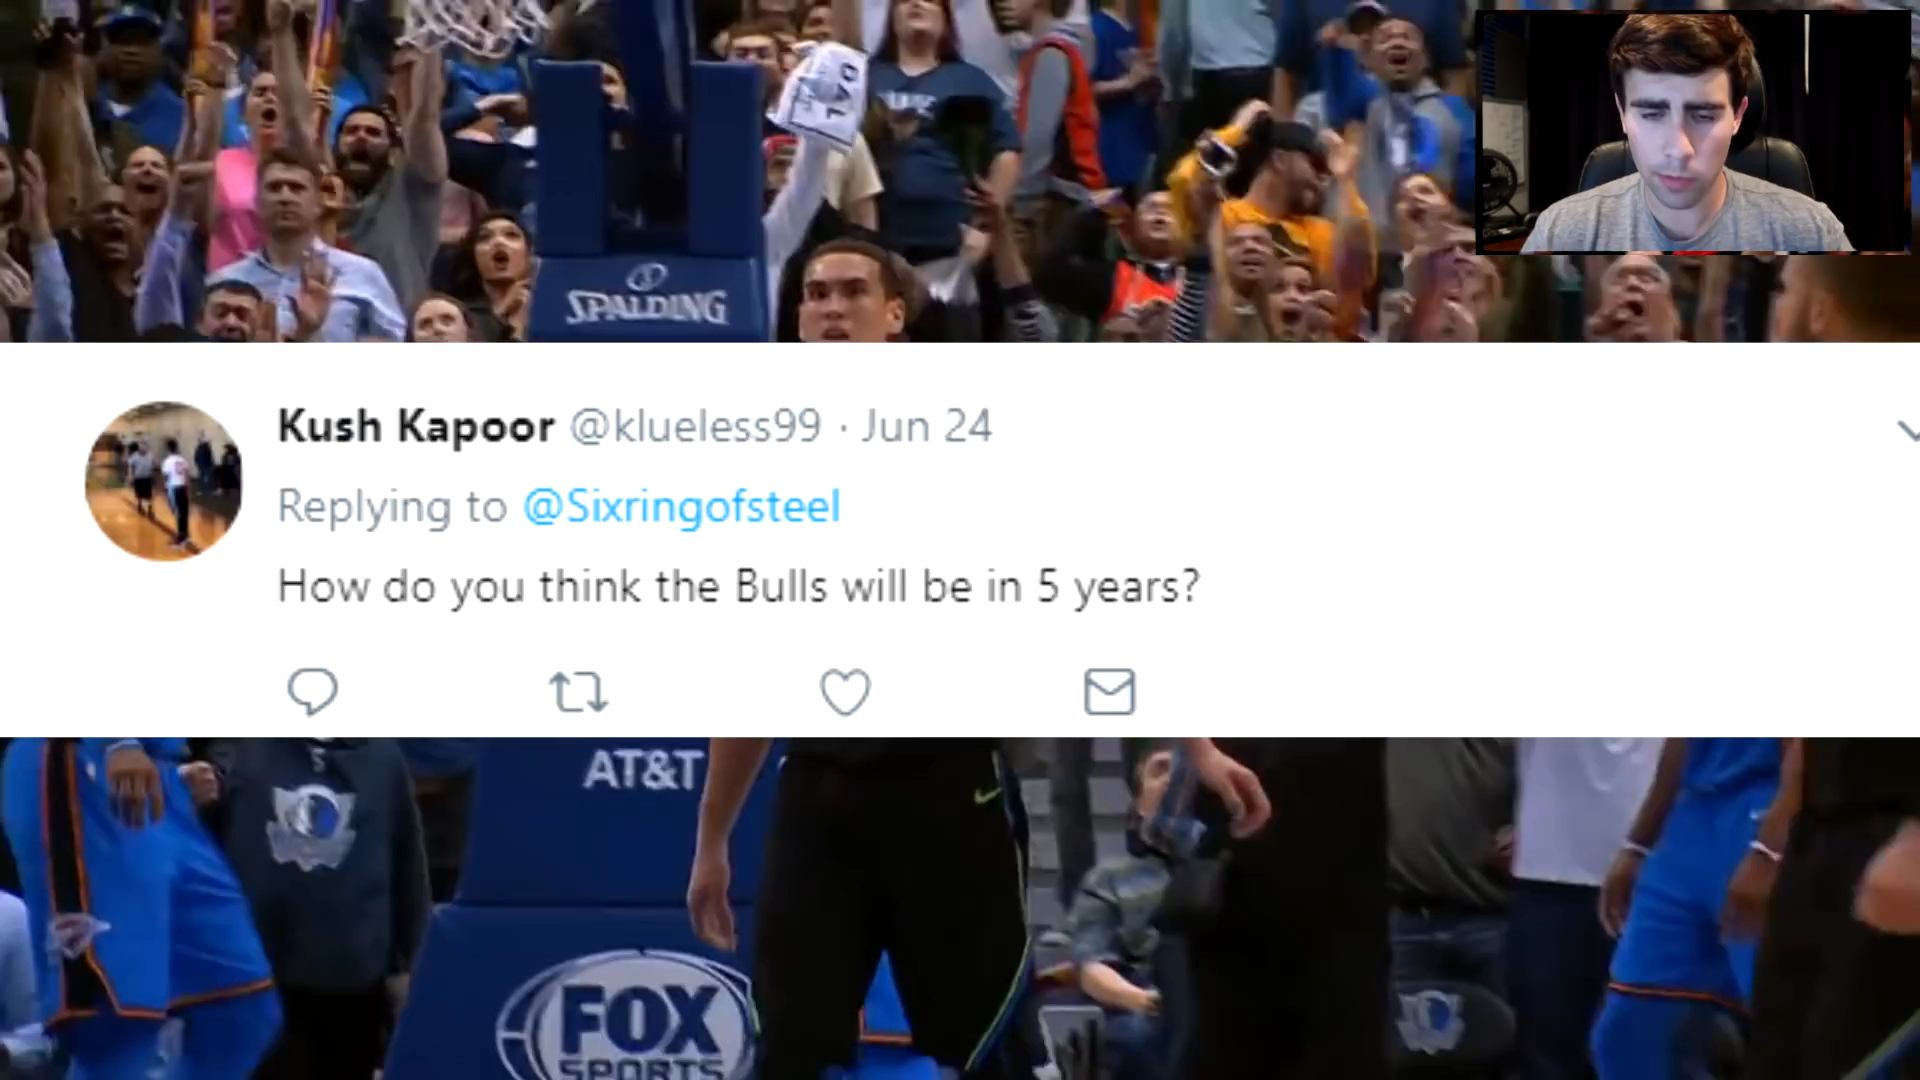 DAL
SPALDING
Kush Kapoor @klueless99 · Jun 24
Replying to @Sixringofsteel
How do you think the Bulls will be in 5 years?
AT&T
FOX
SPORTS